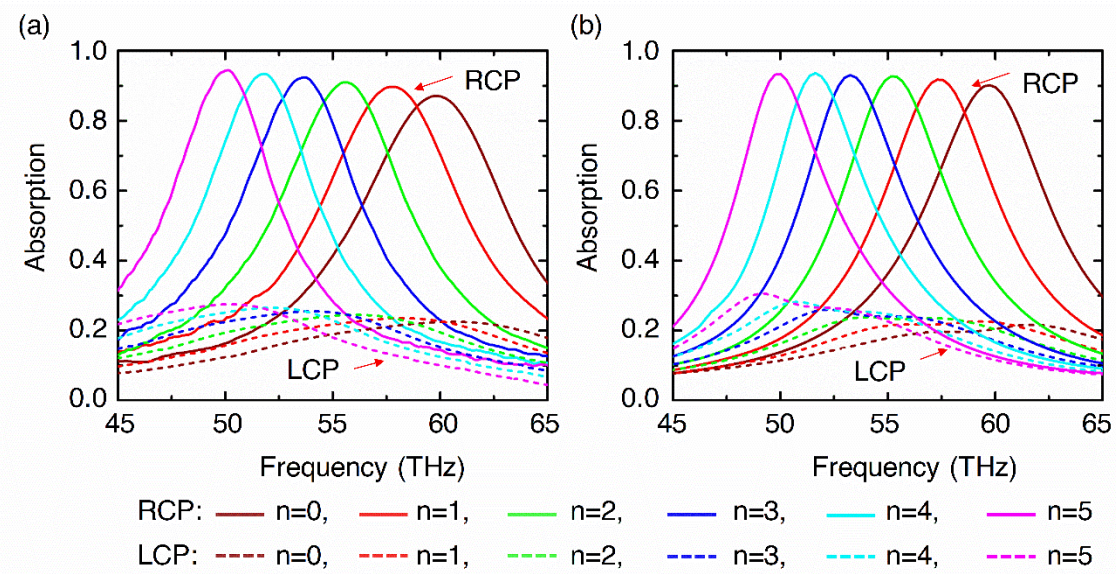 (a)
1.0
0.8
0.6
0.4
0.2
0.0
Absorption
RCP
LCP
45 50 55 60 65
Frequency (THz)
(b)
1.0
0.8
0.6
0.4
0.2
0.0
Absorption
RCP
LCP
45 50 55 60 65
Frequency (THz)
RCP: n=0, n=1, n=2, n=3, n=4, n=5
LCP: n=0, n=1, n=2, n=3, n=4, n=5